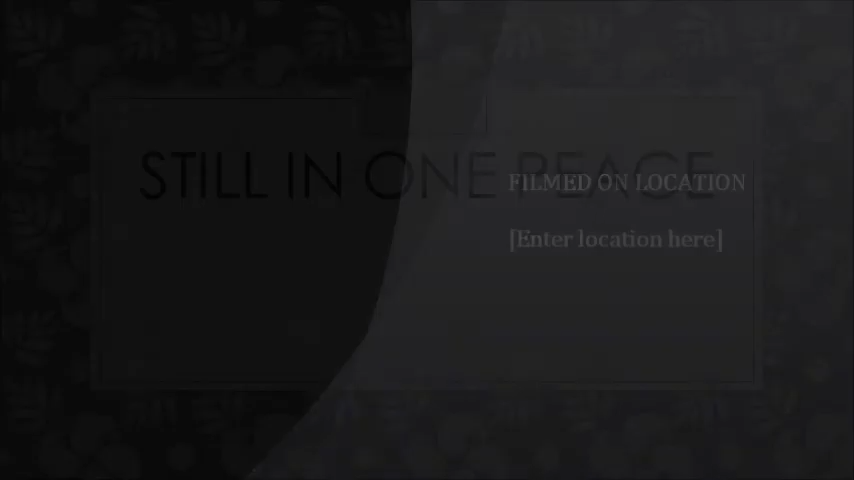 STILL IN ONE PEACE
FILMED ON LOCATION
[Enter location here]